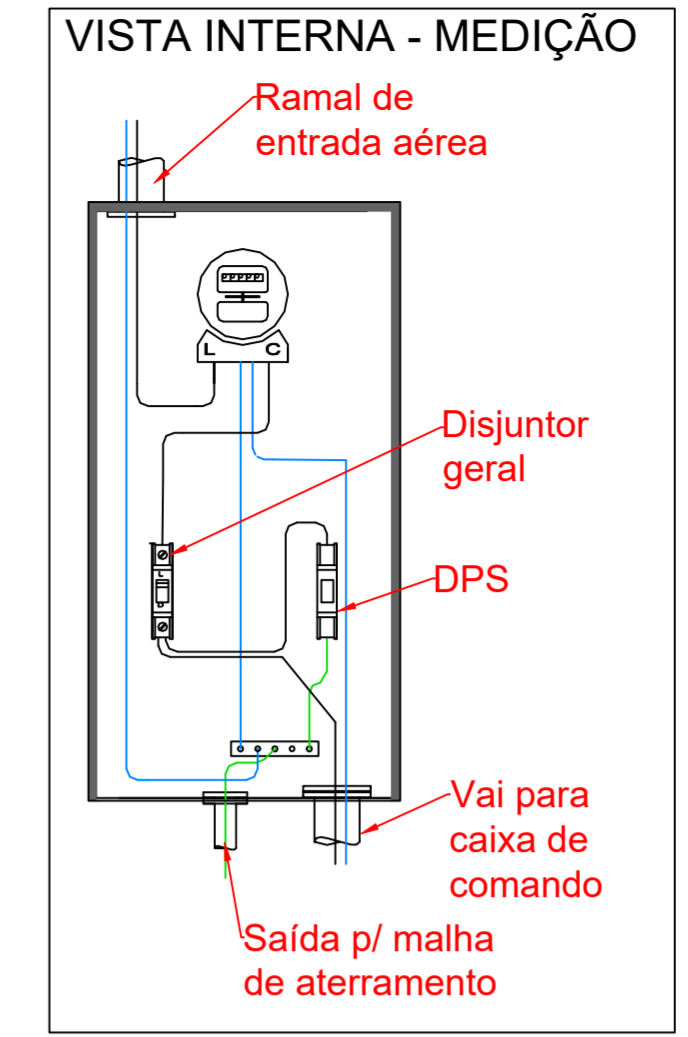 VISTA INTERNA - MEDIÇÃO
Ramal de
entrada aérea
L C
Disjuntor
geral
L
DPS
Vai para
caixa de
comando
Saída p/ malha
de aterramento